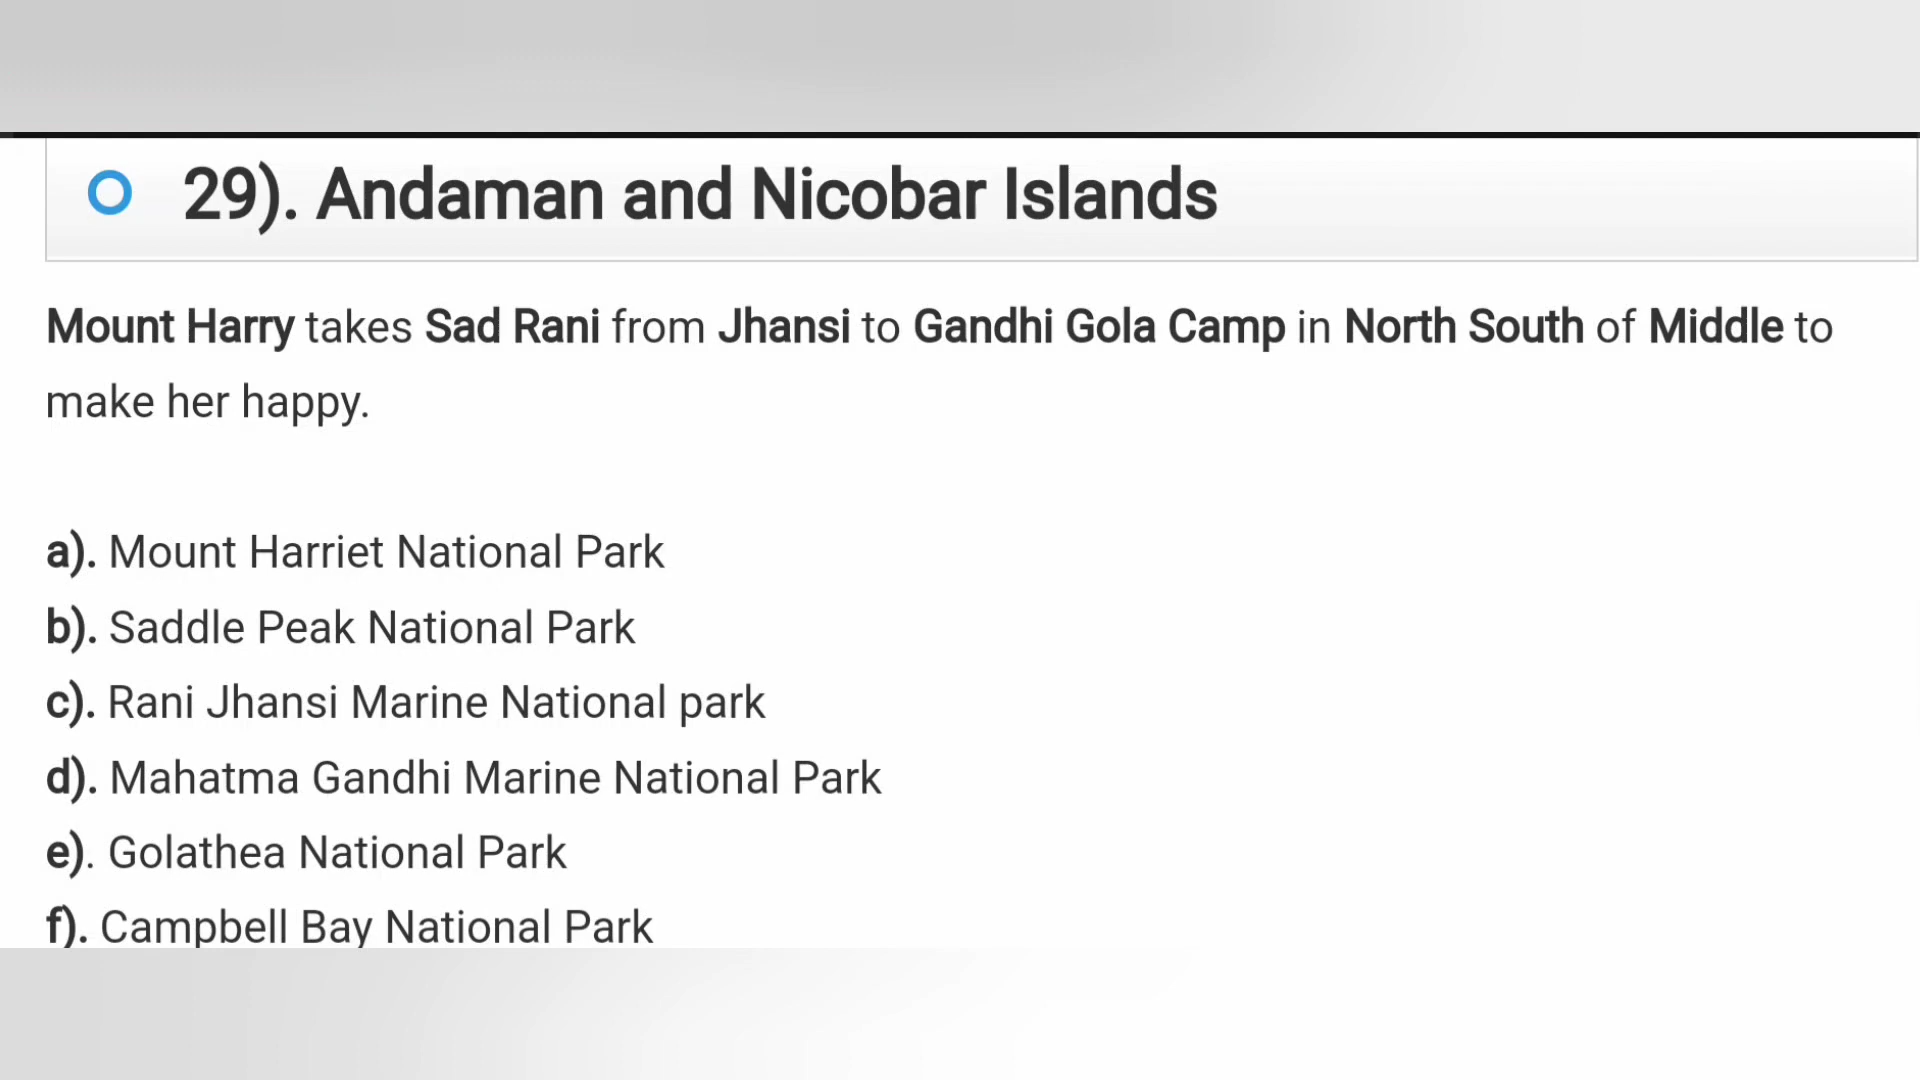 29). Andaman and Nicobar Islands
Mount Harry takes Sad Rani from Jhansi to Gandhi Gola Camp in North South of Middle to
make her happy.
a). Mount Harriet National Park
b). Saddle Peak National Park
c). Rani Jhansi Marine National park
d). Mahatma Gandhi Marine National Park
e). Golathea National Park
f). Campbell Bay National Park